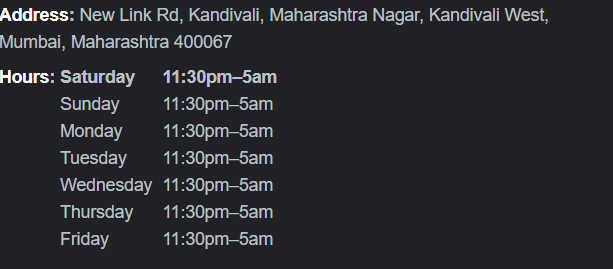 Address: New Link Rd, Kandivali, Maharashtra Nagar, Kandivali West,
Mumbai, Maharashtra 400067
Hours: Saturday 11:30pm–5am
Sunday 11:30pm–5am
Monday 11:30pm–5am
Tuesday 11:30pm–5am
Wednesday 11:30pm–5am
Thursday 11:30pm–5am
Friday 11:30pm–5am